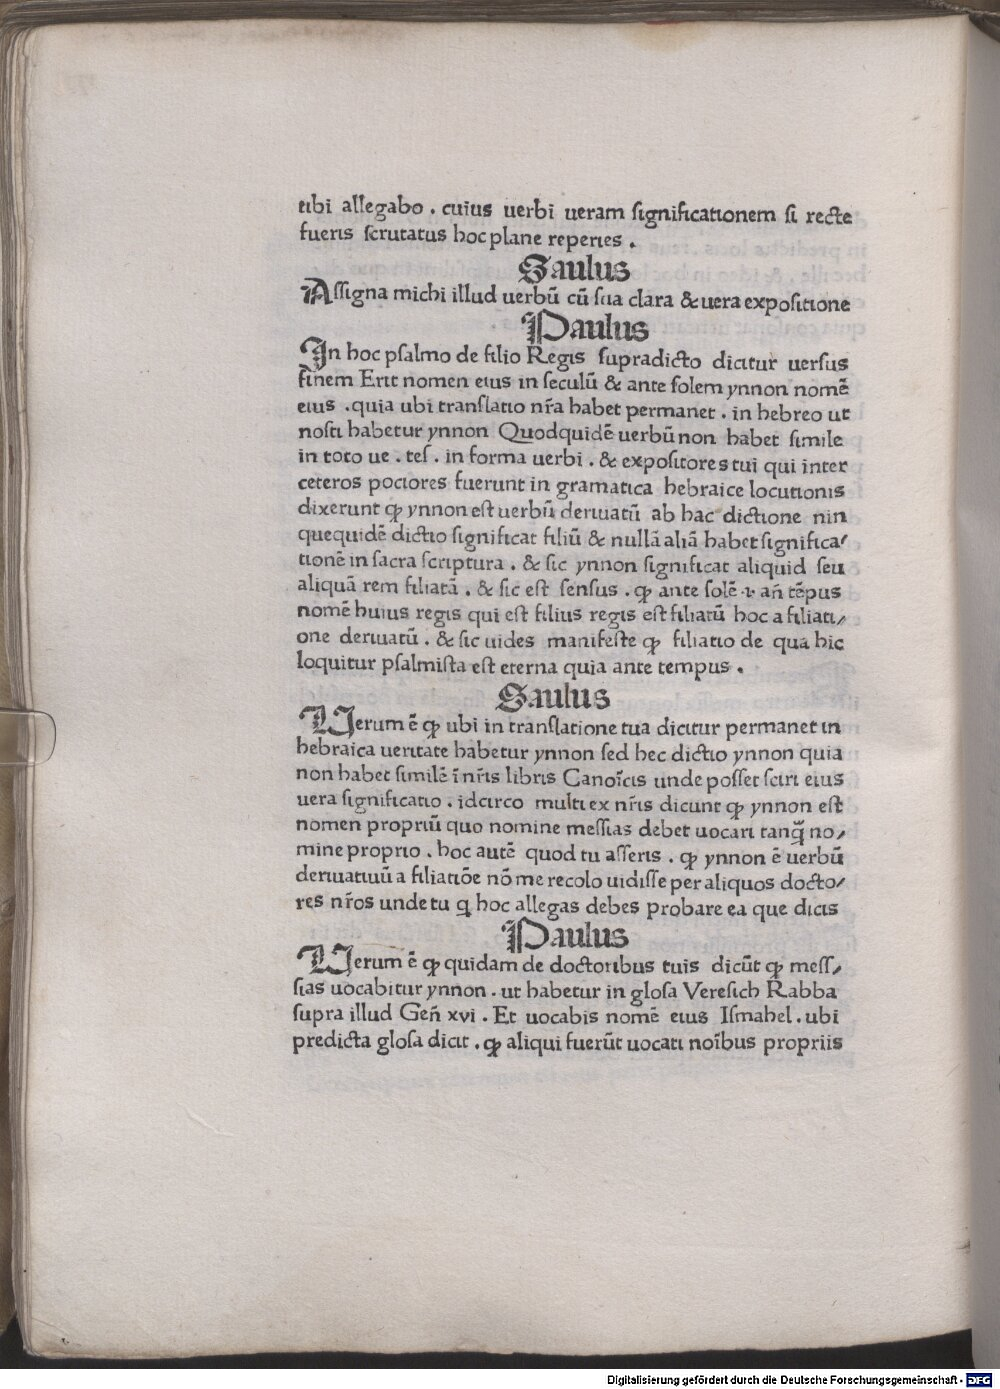 tibi allegabo . cuius uerbi ueram significationem si recte
fueris scrutatus hoc plane reperies .
Saulus
Assigna michi illud uerbū cū sua clara & uera expositione
Paulus
In hoc psalmo de filio Regis supradicto dicitur uersus
finem Erit nomen eius in seculū & ante solem ynnon nomē
eius . quia ubi translatio nr̄a habet permanet . in hebreo ut
nosti habetur ynnon Quodquidē uerbū non habet simile
in toto ue . tes . in forma uerbi . & expositores tui qui inter
ceteros pociores fuerunt in gramatica hebraice locutionis
dixerunt ꝙ ynnon est uerbū deriuatū ab hac dictione nin
quequidē dictio significat filiū & nullā aliā habet significa/
tionē in sacra scriptura . & sic ynnon significat aliquid seu
aliquā rem filiatā . & sic est sensus . ꝙ ante solē .i. an̄ tēpus
nomē huius regis qui est filius regis est filiatū hoc a filiati/
one deriuatū . & sic uides manifeste ꝙ filiatio de qua hic
loquitur psalmista est eterna quia ante tempus .
Saulus
Uerum ē ꝙ ubi in translatione tua dicitur permanet in
hebraica ueritate habetur ynnon sed hec dictio ynnon quia
non habet similē ī nr̄is libris Canoīcis unde posset sciri eius
uera significatio . idcirco multi ex nr̄is dicunt ꝙ ynnon est
nomen propriū quo nomine messias debet uocari tanq̄ no/
mine proprio . hoc autē quod tu asseris . ꝙ ynnon ē uerbū
deriuatiuū a filiatiōe nō me recolo uidisse per aliquos docto/
res nr̄os unde tu q hoc allegas debes probare ea que dicis
Paulus
Uerum ē ꝙ quidam de doctoribus tuis dicūt ꝙ mess/
sias uocabitur ynnon . ut habetur in glosa Veresich Rabba
supra illud Gen̄ xvi . Et uocabis nomē eius Ismahel . ubi
predicta glosa dicit . ꝙ aliqui fuerūt uocati noībus propriis
Digitalisierung gefördert durch die Deutsche Forschungsgemeinschaft - DFG